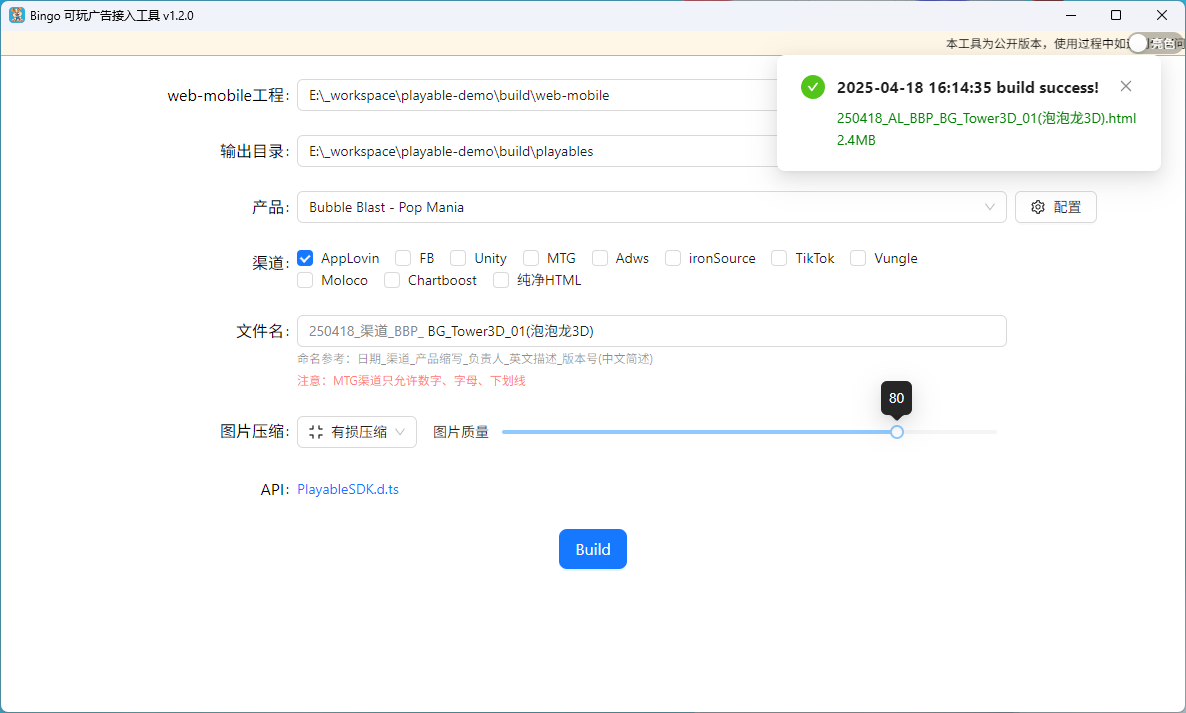 Bingo 可玩广告接入工具 v1.2.0
本工具为公开版本，使用过程中如
亮色
2025-04-18 16:14:35 build success!
250418_AL_BBP_BG_Tower3D_01(泡泡龙3D).html
2.4MB
web-mobile工程: E:\_workspace\playable-demo\build\web-mobile
输出目录: E:\_workspace\playable-demo\build\playables
产品: Bubble Blast - Pop Mania 配置
渠道: AppLovin FB Unity MTG Adws ironSource TikTok Vungle
Moloco Chartboost 纯净HTML
文件名: 250418_渠道_BBP_ BG_Tower3D_01(泡泡龙3D)
命名参考：日期_渠道_产品缩写_负责人_英文描述_版本号(中文简述)
注意：MTG渠道只允许数字、字母、下划线
80
图片压缩: 有损压缩 图片质量
API: PlayableSDK.d.ts
Build